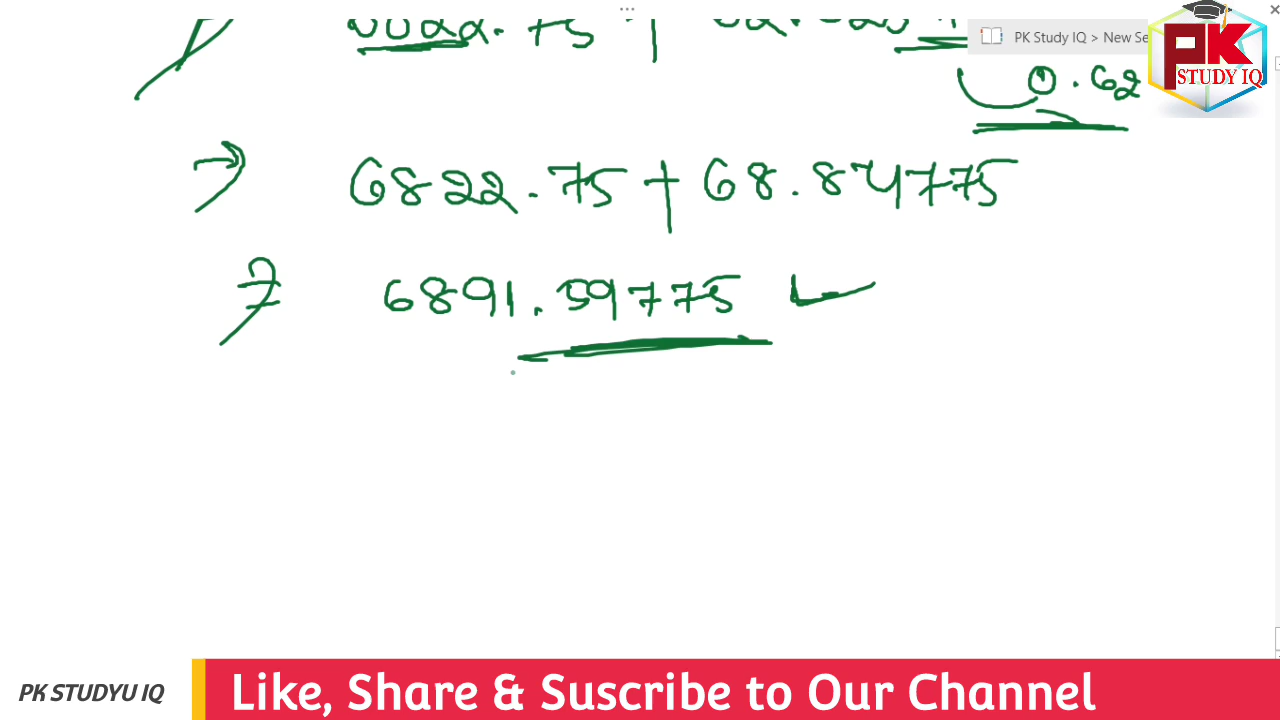 PK Study IQ > New Se
PK
STUDY IQ
0.62
→ 6822.75 + 68.84775
⇒ 6891.59775 ✓
PK STUDYU IQ
Like, Share & Suscribe to Our Channel